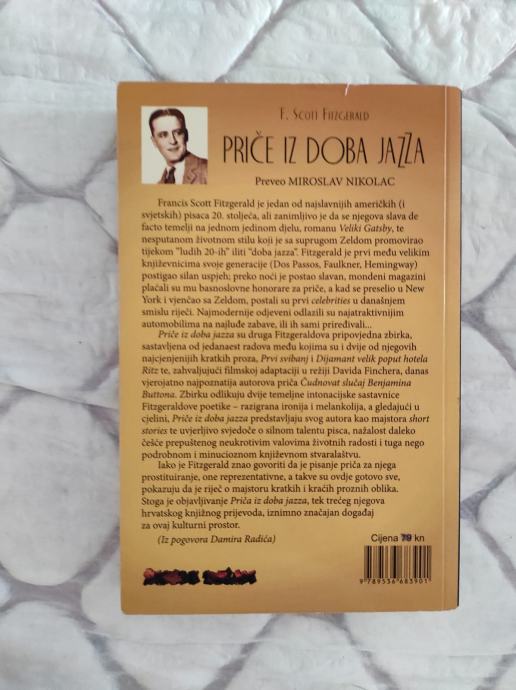 F. Scott Fitzgerald
PRIČE IZ DOBA JAZZA
Preveo MIROSLAV NIKOLAC
Francis Scott Fitzgerald je jedan od najslavnijih američkih (i
svjetskih) pisaca 20. stoljeća, ali zanimljivo je da se njegova slava de
facto temelji na jednom jedinom djelu, romanu Veliki Gatsby, te
nesputanom životnom stilu koji je sa suprugom Zeldom promovirao
tijekom "ludih 20-ih" iliti "doba jazza". Fitzgerald je prvi među velikim
književnicima svoje generacije (Dos Passos, Faulkner, Hemingway)
postigao silan uspjeh; preko noći je postao slavan, mondeni magazini
plaćali su mu basnoslovne honorare za priče, a kad se preselio u New
York i vjenčao sa Zeldom, postali su prvi celebrities u današnjem
smislu riječi. Najmodernije odjeveni odlazili su najatraktivnijim
automobilima na najluđe zabave, ili ih sami priređivali...
Priče iz doba jazza su druga Fitzgeraldova pripovjedna zbirka,
sastavljena od jedanaest radova među kojima su i dvije od njegovih
najcjenjenijih kratkih proza, Prvi svibanj i Dijamant velik poput hotela
Ritz te, zahvaljujući filmskoj adaptaciji u režiji Davida Finchera, danas
vjerojatno najpoznatija autorova priča Čudnovat slučaj Benjamina
Buttona. Zbirku odlikuju dvije temeljne intonacijske sastavnice
Fitzgeraldove poetike – razigrana ironija i melankolija, a gledajući u
cjelini, Priče iz doba jazza predstavljaju svog autora kao majstora short
stories te uvjerljivo svjedoče o silnom talentu pisca, nažalost daleko
češće prepuštenog neukrotivim valovima životnih radosti i tuga nego
podrobnom i minucioznom književnom stvaralaštvu.
Iako je Fitzgerald znao govoriti da je pisanje priča za njega
prostituiranje, one reprezentativne, a takve su ovdje gotovo sve,
pokazuju da je riječ o majstoru kratkih i kraćih proznih oblika.
Stoga je objavljivanje Priča iz doba jazza, tek trećeg njegova
hrvatskog knjižnog prijevoda, iznimno značajan događaj
za ovaj kulturni prostor.
(Iz pogovora Damira Radića)
Cijena 79 kn
9 789536 683901